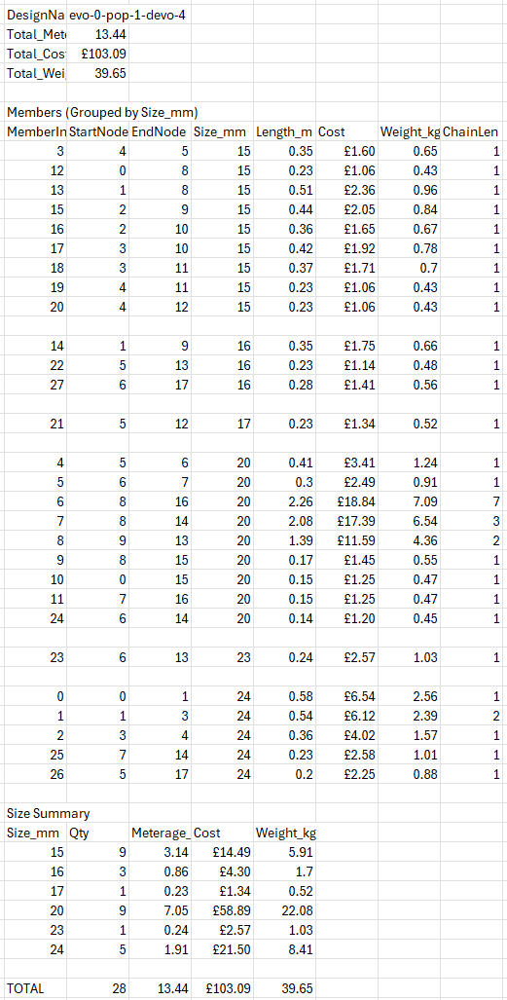 DesignNa evo-0-pop-1-devo-4
Total_Mete 13.44
Total_Cos £103.09
Total_Wei 39.65
Members (Grouped by Size_mm)
MemberIn StartNode EndNode Size_mm Length_m Cost Weight_kg ChainLen
3 4 5 15 0.35 £1.60 0.65 1
12 0 8 15 0.23 £1.06 0.43 1
13 1 8 15 0.51 £2.36 0.96 1
15 2 9 15 0.44 £2.05 0.84 1
16 2 10 15 0.36 £1.65 0.67 1
17 3 10 15 0.42 £1.92 0.78 1
18 3 11 15 0.37 £1.71 0.7 1
19 4 11 15 0.23 £1.06 0.43 1
20 4 12 15 0.23 £1.06 0.43 1
14 1 9 16 0.35 £1.75 0.66 1
22 5 13 16 0.23 £1.14 0.48 1
27 6 17 16 0.28 £1.41 0.56 1
21 5 12 17 0.23 £1.34 0.52 1
4 5 6 20 0.41 £3.41 1.24 1
5 6 7 20 0.3 £2.49 0.91 1
6 8 16 20 2.26 £18.84 7.09 7
7 8 14 20 2.08 £17.39 6.54 3
8 9 13 20 1.39 £11.59 4.36 2
9 8 15 20 0.17 £1.45 0.55 1
10 0 15 20 0.15 £1.25 0.47 1
11 7 16 20 0.15 £1.25 0.47 1
24 6 14 20 0.14 £1.20 0.45 1
23 6 13 23 0.24 £2.57 1.03 1
0 0 1 24 0.58 £6.54 2.56 1
1 1 3 24 0.54 £6.12 2.39 2
2 3 4 24 0.36 £4.02 1.57 1
25 7 14 24 0.23 £2.58 1.01 1
26 5 17 24 0.2 £2.25 0.88 1
Size Summary
Size_mm Qty Meterage_ Cost Weight_kg
15 9 3.14 £14.49 5.91
16 3 0.86 £4.30 1.7
17 1 0.23 £1.34 0.52
20 9 7.05 £58.89 22.08
23 1 0.24 £2.57 1.03
24 5 1.91 £21.50 8.41
TOTAL 28 13.44 £103.09 39.65